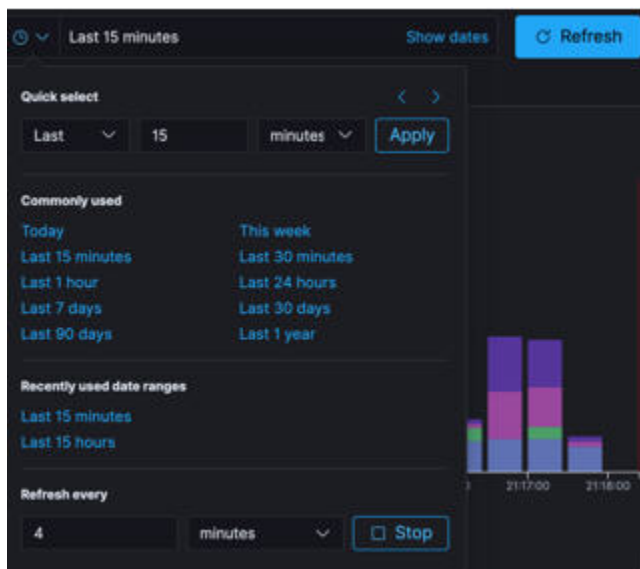 Last 15 minutes Show dates Refresh
Quick select
Last 15 minutes Apply
Commonly used
Today This week
Last 15 minutes Last 30 minutes
Last 1 hour Last 24 hours
Last 7 days Last 30 days
Last 90 days Last 1 year
Recently used date ranges
Last 15 minutes
Last 15 hours
Refresh every
4 minutes Stop
21:17:00 21:18:00